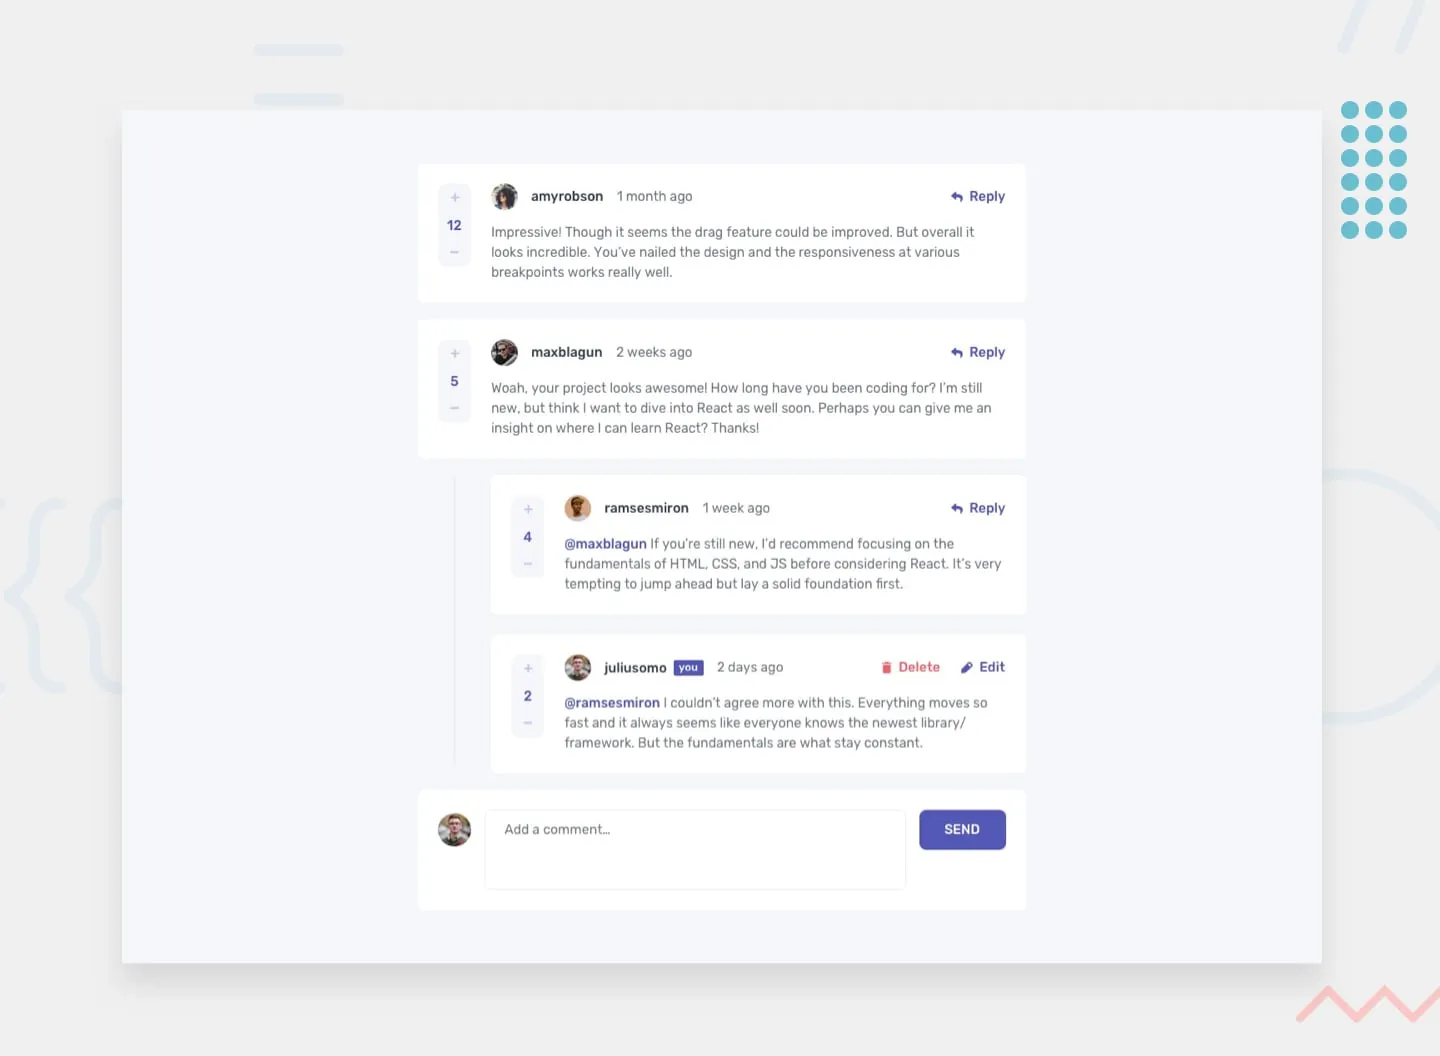 +
12
−
amyrobson 1 month ago Reply
Impressive! Though it seems the drag feature could be improved. But overall it
looks incredible. You've nailed the design and the responsiveness at various
breakpoints works really well.
+
5
−
maxblagun 2 weeks ago Reply
Woah, your project looks awesome! How long have you been coding for? I'm still
new, but think I want to dive into React as well soon. Perhaps you can give me an
insight on where I can learn React? Thanks!
+
4
−
ramsesmiron 1 week ago Reply
@maxblagun If you're still new, I'd recommend focusing on the
fundamentals of HTML, CSS, and JS before considering React. It's very
tempting to jump ahead but lay a solid foundation first.
+
2
−
juliusomo you 2 days ago Delete Edit
@ramsesmiron I couldn't agree more with this. Everything moves so
fast and it always seems like everyone knows the newest library/
framework. But the fundamentals are what stay constant.
Add a comment...
SEND